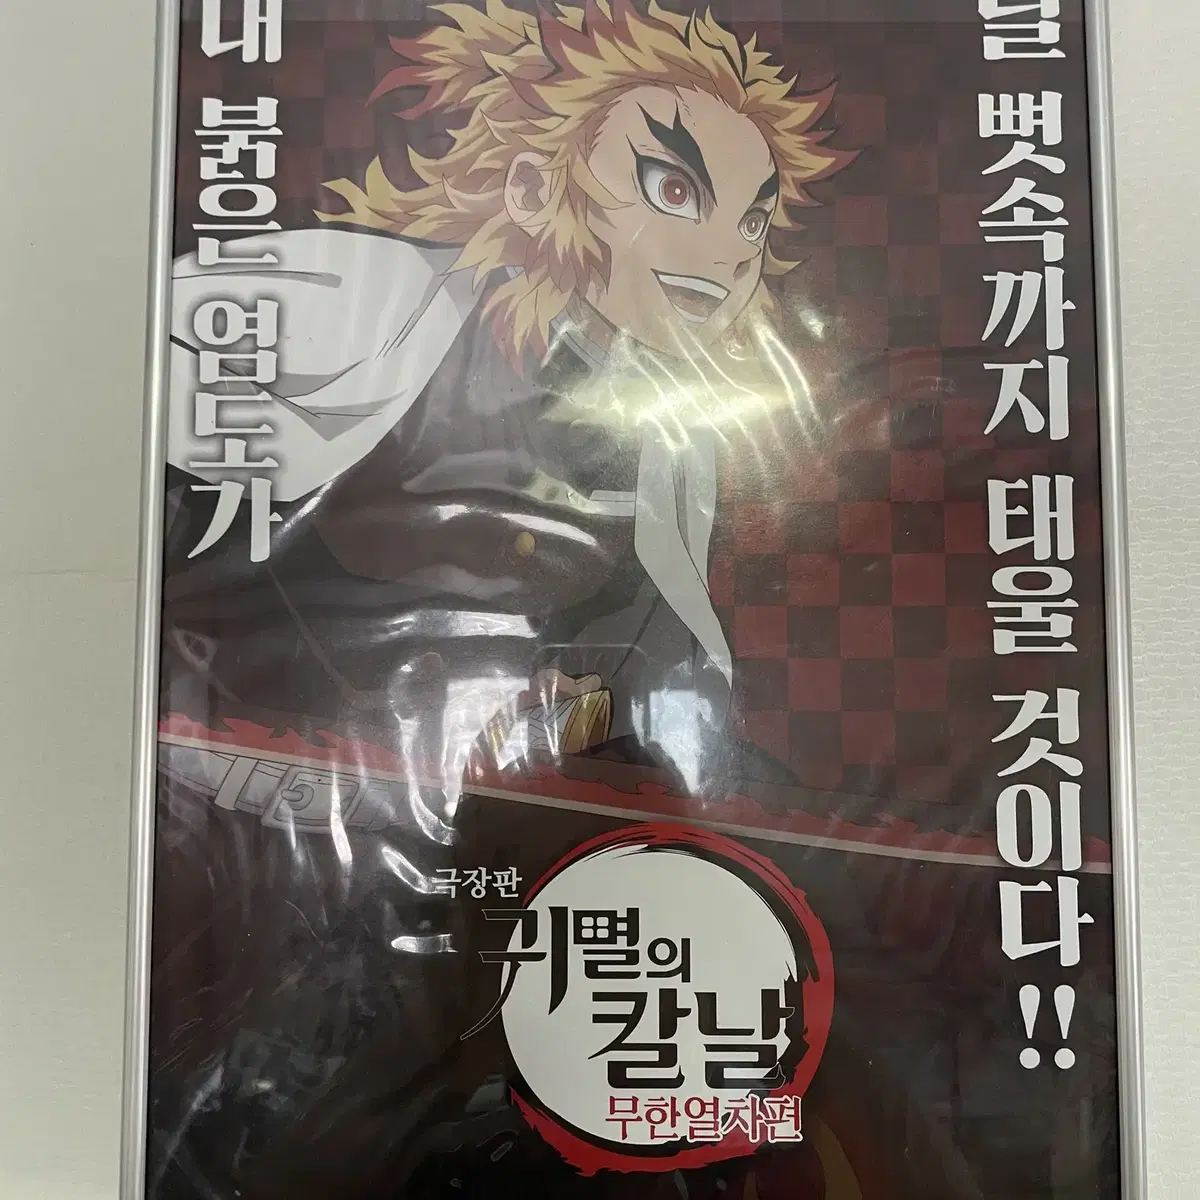 내 붉은 염도가
널 뼛속까지 태울 것이다!!
극장판
귀멸의
칼날
무한열차편